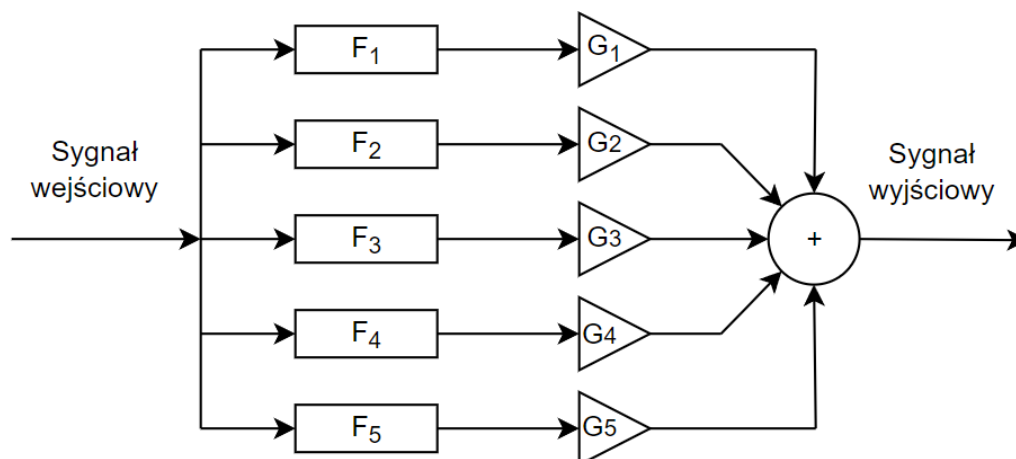 F₁
G₁
F₂
G2
Sygnał
wejściowy
Sygnał
wyjściowy
F₃
G3
+
F₄
G4
F₅
G5